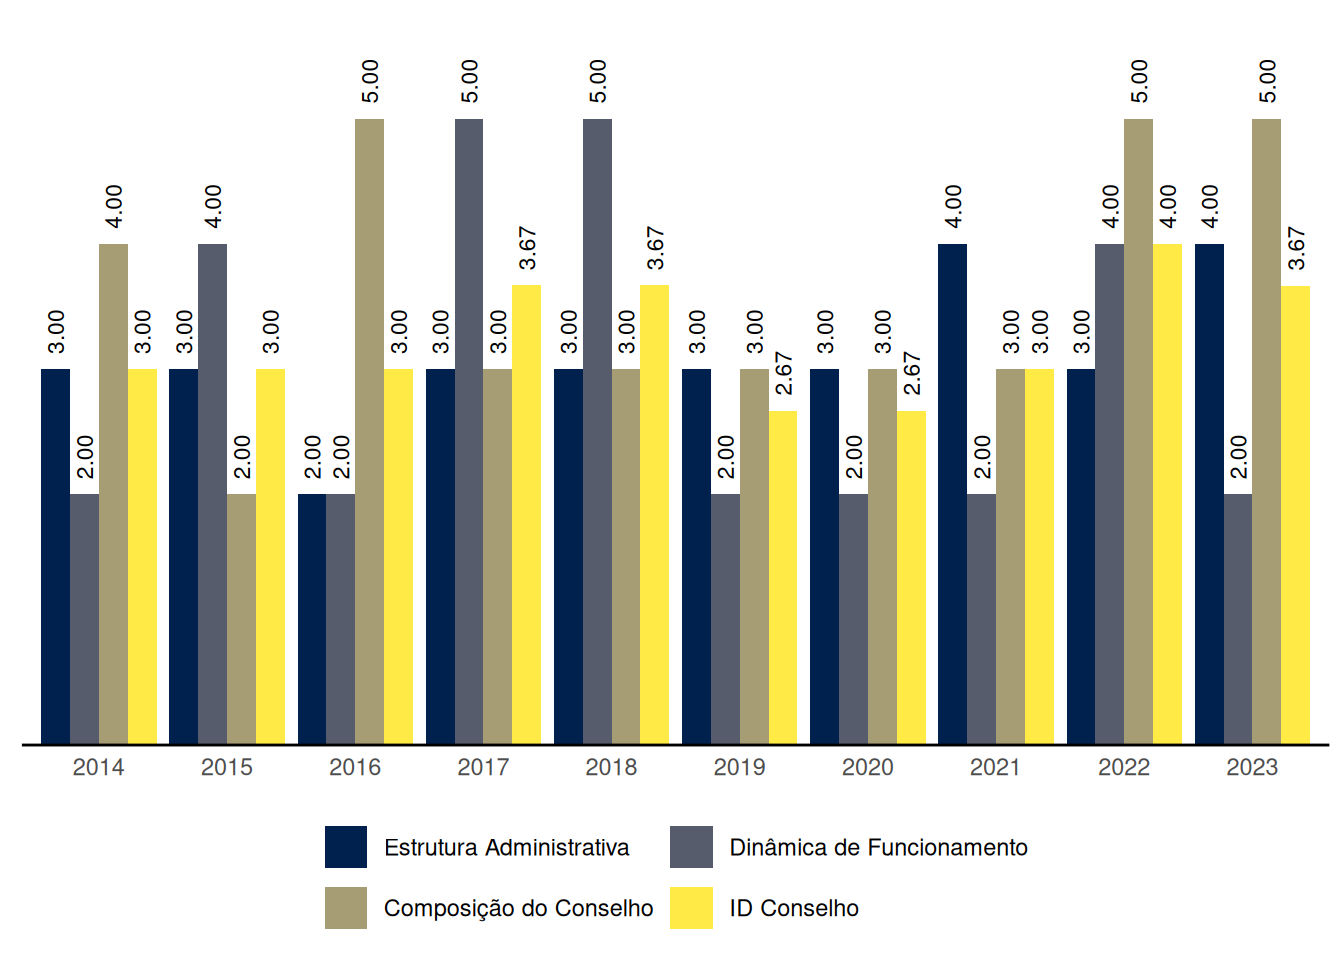 3.00 2.00 4.00 3.00
3.00 4.00 2.00 3.00
2.00 2.00 5.00 3.00
3.00 5.00 3.00 3.67
3.00 5.00 3.00 3.67
3.00 2.00 3.00 2.67
3.00 2.00 3.00 2.67
4.00 2.00 3.00 3.00
3.00 4.00 5.00 4.00
4.00 2.00 5.00 3.67
2014 2015 2016 2017 2018 2019 2020 2021 2022 2023
Estrutura Administrativa Dinâmica de Funcionamento
Composição do Conselho ID Conselho